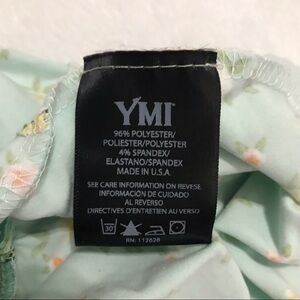 YMI
96% POLYESTER/
POLIESTER/POLYESTER
4% SPANDEX/
ELASTANO/SPANDEX
MADE IN U.S.A.
SEE CARE INFORMATION ON REVESE
INFORMACIÓN DE CUIDADO
AL REVERSO
DIRECTIVES D'ENTRETIEN AU VERSO
30
RN: 112628